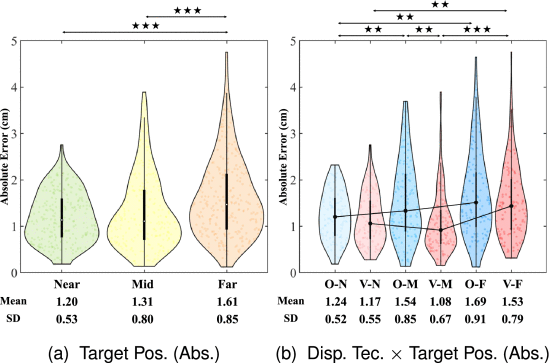 ★★★
★★★
5
4
3
2
1
0
Absolute Error (cm)
Near Mid Far
Mean 1.20 1.31 1.61
SD 0.53 0.80 0.85
(a) Target Pos. (Abs.)
★★
★★
★★ ★★ ★★★
5
4
3
2
1
0
Absolute Error (cm)
O-N V-N O-M V-M O-F V-F
Mean 1.24 1.17 1.54 1.08 1.69 1.53
SD 0.52 0.55 0.85 0.67 0.91 0.79
(b) Disp. Tec. × Target Pos. (Abs.)